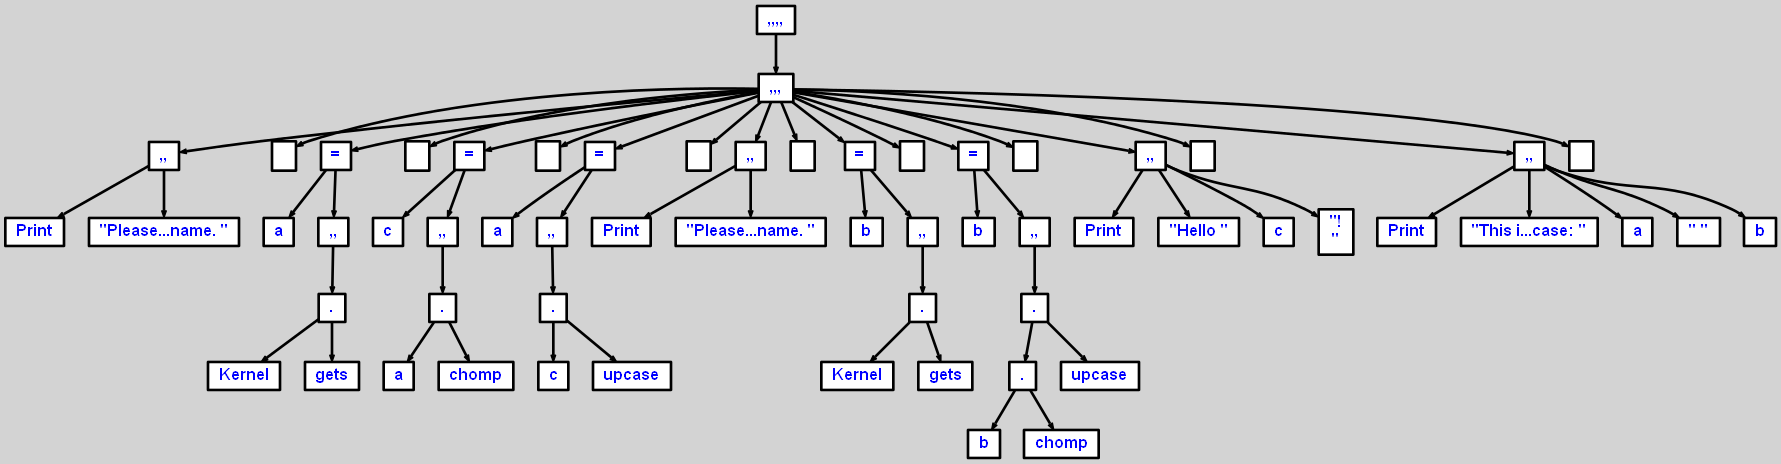 ,,,,
,,,
,, = = = ,, = = ,, ,,
Print "Please...name. " a ,, c ,, a ,, Print "Please...name. " b ,, b ,, Print "Hello " c "!
" Print "This i...case: " a " " b
. . . . .
Kernel gets a chomp c upcase Kernel gets . upcase
b chomp